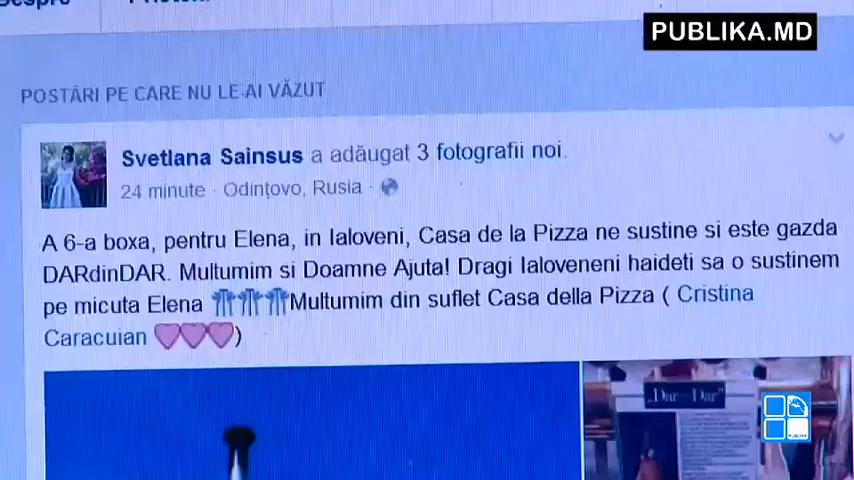 PUBLIKA.MD
POSTĂRI PE CARE NU LE-AI VĂZUT
Svetlana Sainsus a adăugat 3 fotografii noi.
24 minute · Odințovo, Rusia ·
A 6-a boxa, pentru Elena, in Ialoveni, Casa de la Pizza ne sustine si este gazda
DARdinDAR. Multumim si Doamne Ajuta! Dragi Ialoveneni haideti sa o sustinem
pe micuta Elena Multumim din suflet Casa della Pizza ( Cristina
Caracuian )
„Dar-Dar”
PUBLIKA